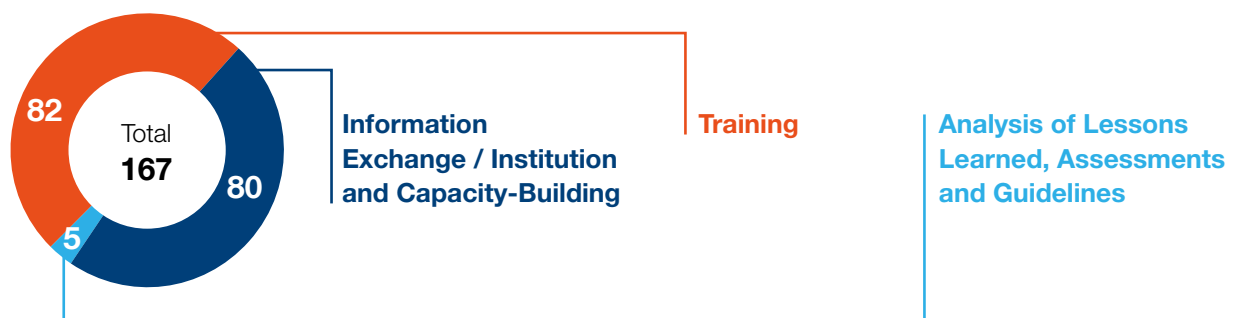 82
Total
167
80
5
Information
Exchange / Institution
and Capacity-Building
Training
Analysis of Lessons
Learned, Assessments
and Guidelines